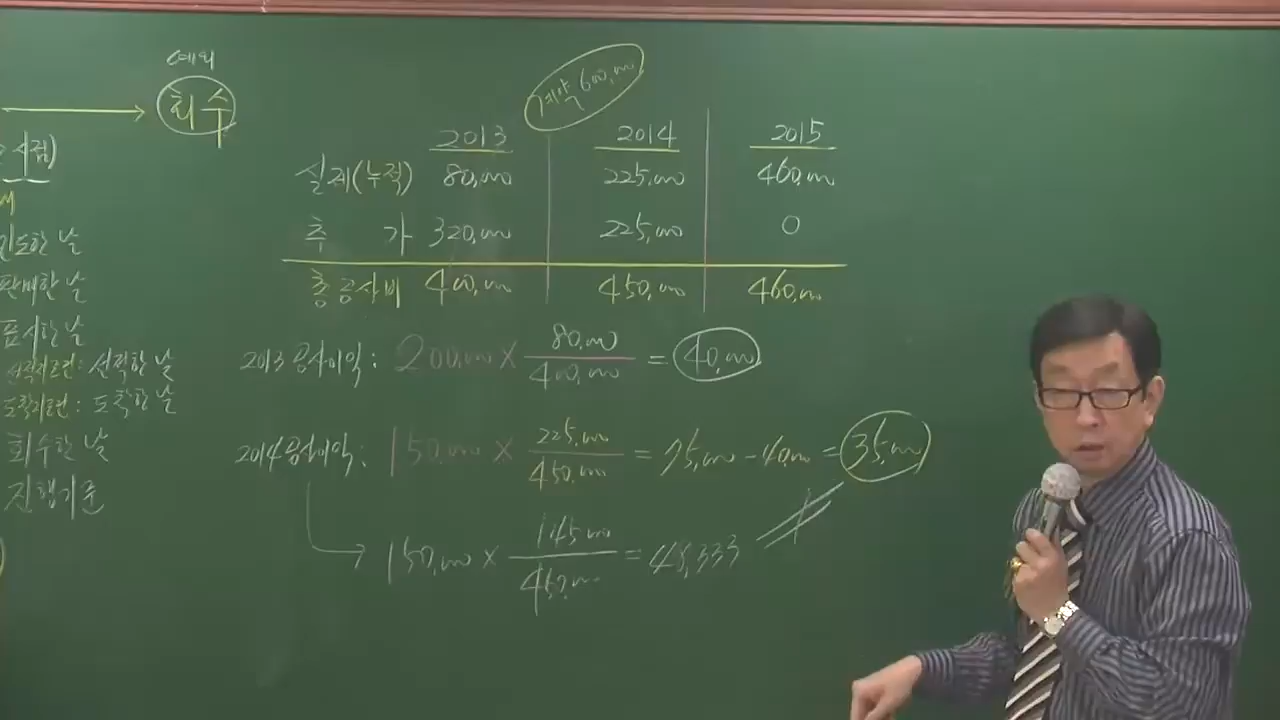 예외
회수
시점)
인도한 날
판매한 날
표시한 날
선적지조건: 선적한 날
도착지조건: 도착한 날
회수한 날
진행기준
계약 600,000
2013 2014 2015
실제(누적) 80,000 225,000 460,000
추 가 320,000 225,000 0
총공사비 400,000 450,000 460,000
2013 공사이익: 200,000 × 80,000/400,000 = 40,000
2014 공사이익: 150,000 × 225,000/450,000 = 75,000 - 40,000 = 35,000
→ 150,000 × 145,000/450,000 = 48,333